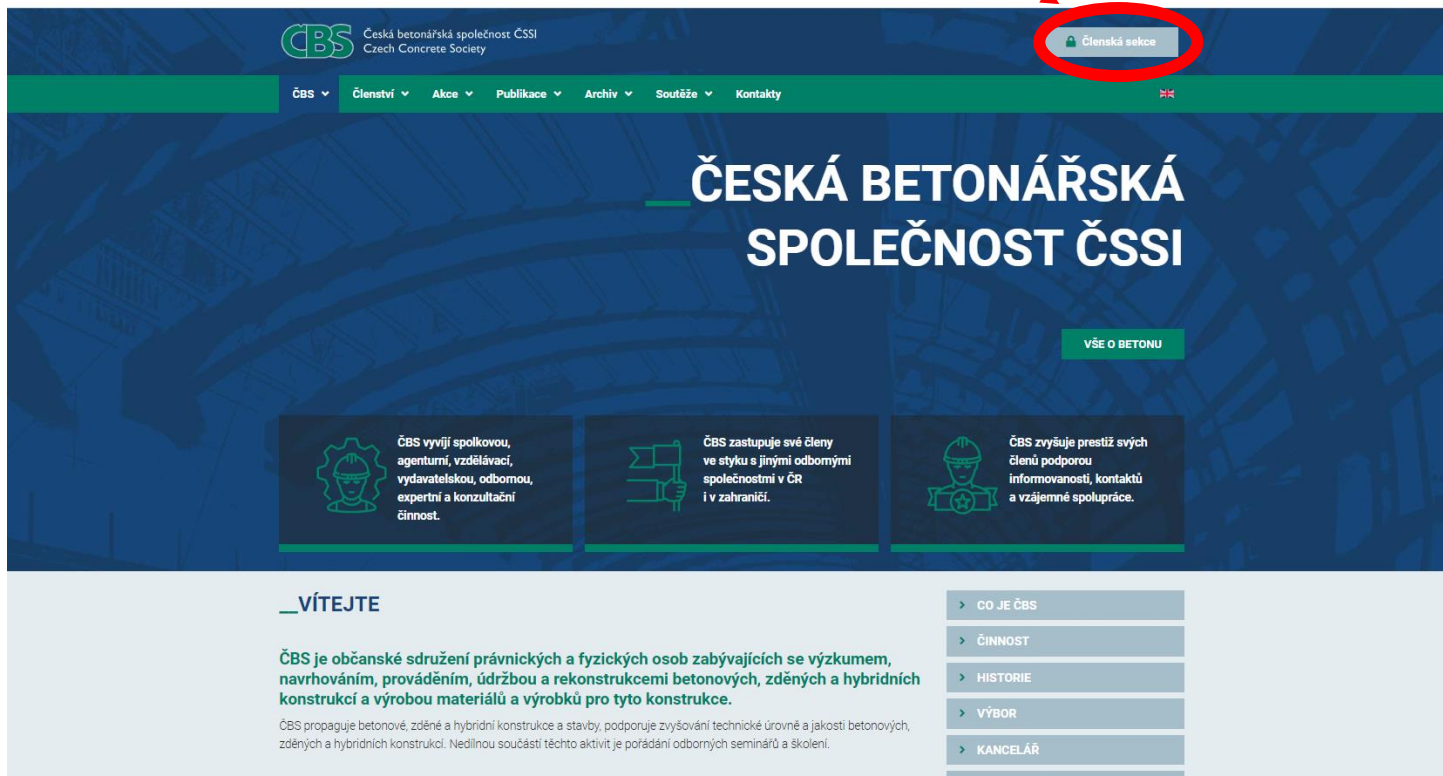 ČBS
Česká betonářská společnost ČSSI
Czech Concrete Society
Členská sekce
ČBS
Členství
Akce
Publikace
Archiv
Soutěže
Kontakty
__ČESKÁ BETONÁŘSKÁ
SPOLEČNOST ČSSI
VŠE O BETONU
ČBS vyvíjí spolkovou,
agenturní, vzdělávací,
vydavatelskou, odbornou,
expertní a konzultační
činnost.
ČBS zastupuje své členy
ve styku s jinými odbornými
společnostmi v ČR
i v zahraničí.
ČBS zvyšuje prestiž svých
členů podporou
informovanosti, kontaktů
a vzájemné spolupráce.
__VÍTEJTE
ČBS je občanské sdružení právnických a fyzických osob zabývajících se výzkumem,
navrhováním, prováděním, údržbou a rekonstrukcemi betonových, zděných a hybridních
konstrukcí a výrobou materiálů a výrobků pro tyto konstrukce.
ČBS propaguje betonové, zděné a hybridní konstrukce a stavby, podporuje zvyšování technické úrovně a jakosti betonových,
zděných a hybridních konstrukcí. Nedílnou součástí těchto aktivit je pořádání odborných seminářů a školení.
CO JE ČBS
ČINNOST
HISTORIE
VÝBOR
KANCELÁŘ